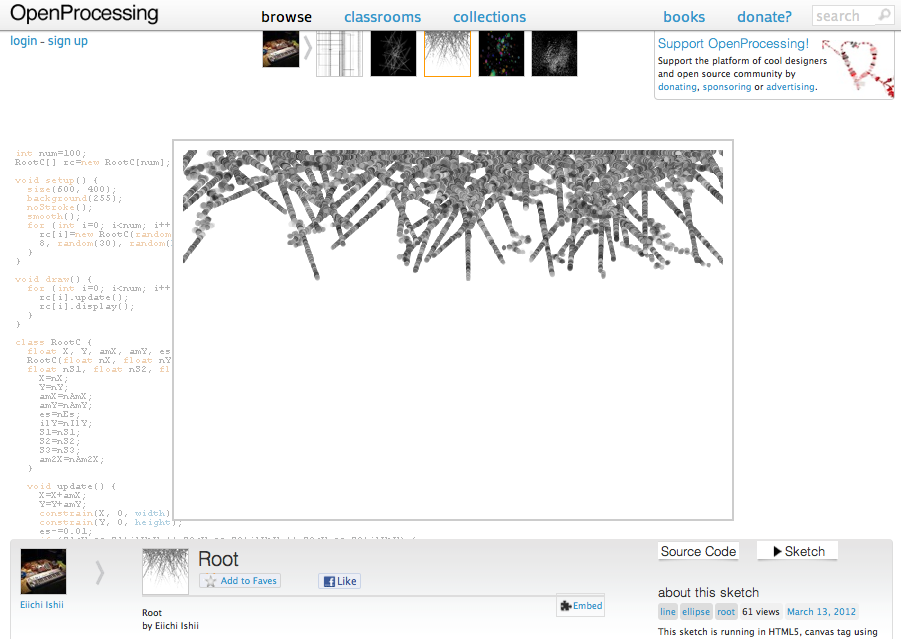 OpenProcessing
browse classrooms collections books donate? search
login - sign up
Support OpenProcessing!
Support the platform of cool designers
and open source community by
donating, sponsoring or advertising.
int num=100;
RootC[] rc=new RootC[num];
void setup() {
size(600, 400);
background(255);
noStroke();
smooth();
for (int i=0; i<num; i++
rc[i]=new RootC(random
8, random(30), random(
}
}
void draw() {
for (int i=0; i<num; i++
rc[i].update();
rc[i].display();
}
}
class RootC {
float X, Y, amX, amY, es
RootC(float nX, float nY
float nS1, float nS2, fl
X=nX;
Y=nY;
amX=nAmX;
amY=nAmY;
es=nEs;
i1Y=nI1Y;
S1=nS1;
S2=nS2;
S3=nS3;
am2X=nAm2X;
}
void update() {
X=X+amX;
Y=Y+amY;
constrain(X, 0, width);
constrain(Y, 0, height);
es-=0.01;
Eiichi Ishii
Root
Add to Faves Like
Embed
Root
by Eiichi Ishii
Source Code Sketch
about this sketch
line ellipse root 61 views March 13, 2012
This sketch is running in HTML5, canvas tag using